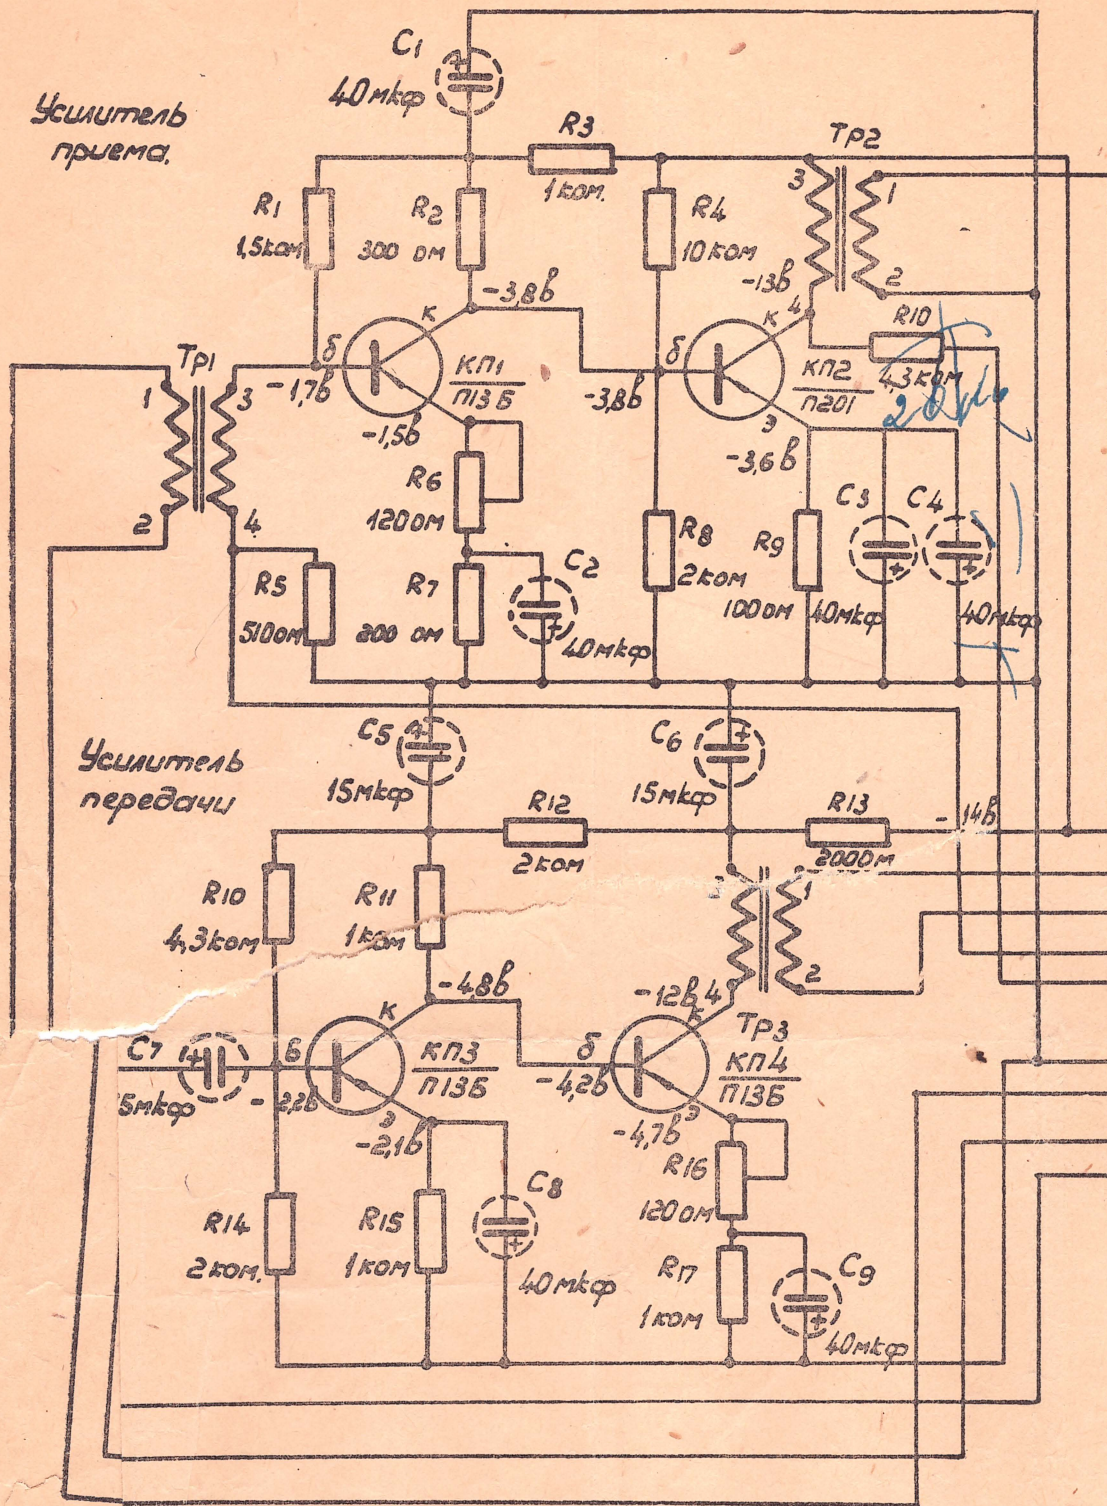 C1
40мкф
Усилитель
приема.
R3
1ком.
Тр2
3
1
R1
1,5ком
R2
300 ом
R4
10ком
-13в
4
2
-3,8в
к
к
R10
4,3ком
Тр1
1
3
б
-1,7в
КП1
П13Б
б
-3,8в
КП2
П201
-1,5в
э
-3,6в
2
4
R6
120ом
C3
C4
R8
2ком
R9
100ом
40мкф
40мкф
R5
510ом
R7
200 ом
C2
40мкф
Усилитель
передачи
C5
15мкф
C6
15мкф
R12
2ком
R13
200ом
- 14в
R10
4,3ком
R11
1ком
3
1
-4,8в
-12в
4
2
к
к
Тр3
C7
5мкф
б
-2,2в
КП3
П13Б
б
-4,2в
КП4
П13Б
э
-2,1в
э
-4,7в
R14
2ком.
R15
1ком
C8
40мкф
R16
120ом
R17
1ком
C9
40мкф